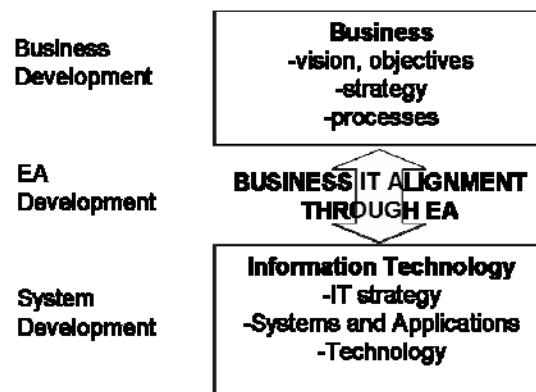 Business
Development
Business
-vision, objectives
-strategy
-processes
EA
Development
BUSINESS IT ALIGNMENT
THROUGH EA
System
Development
Information Technology
-IT strategy
-Systems and Applications
-Technology